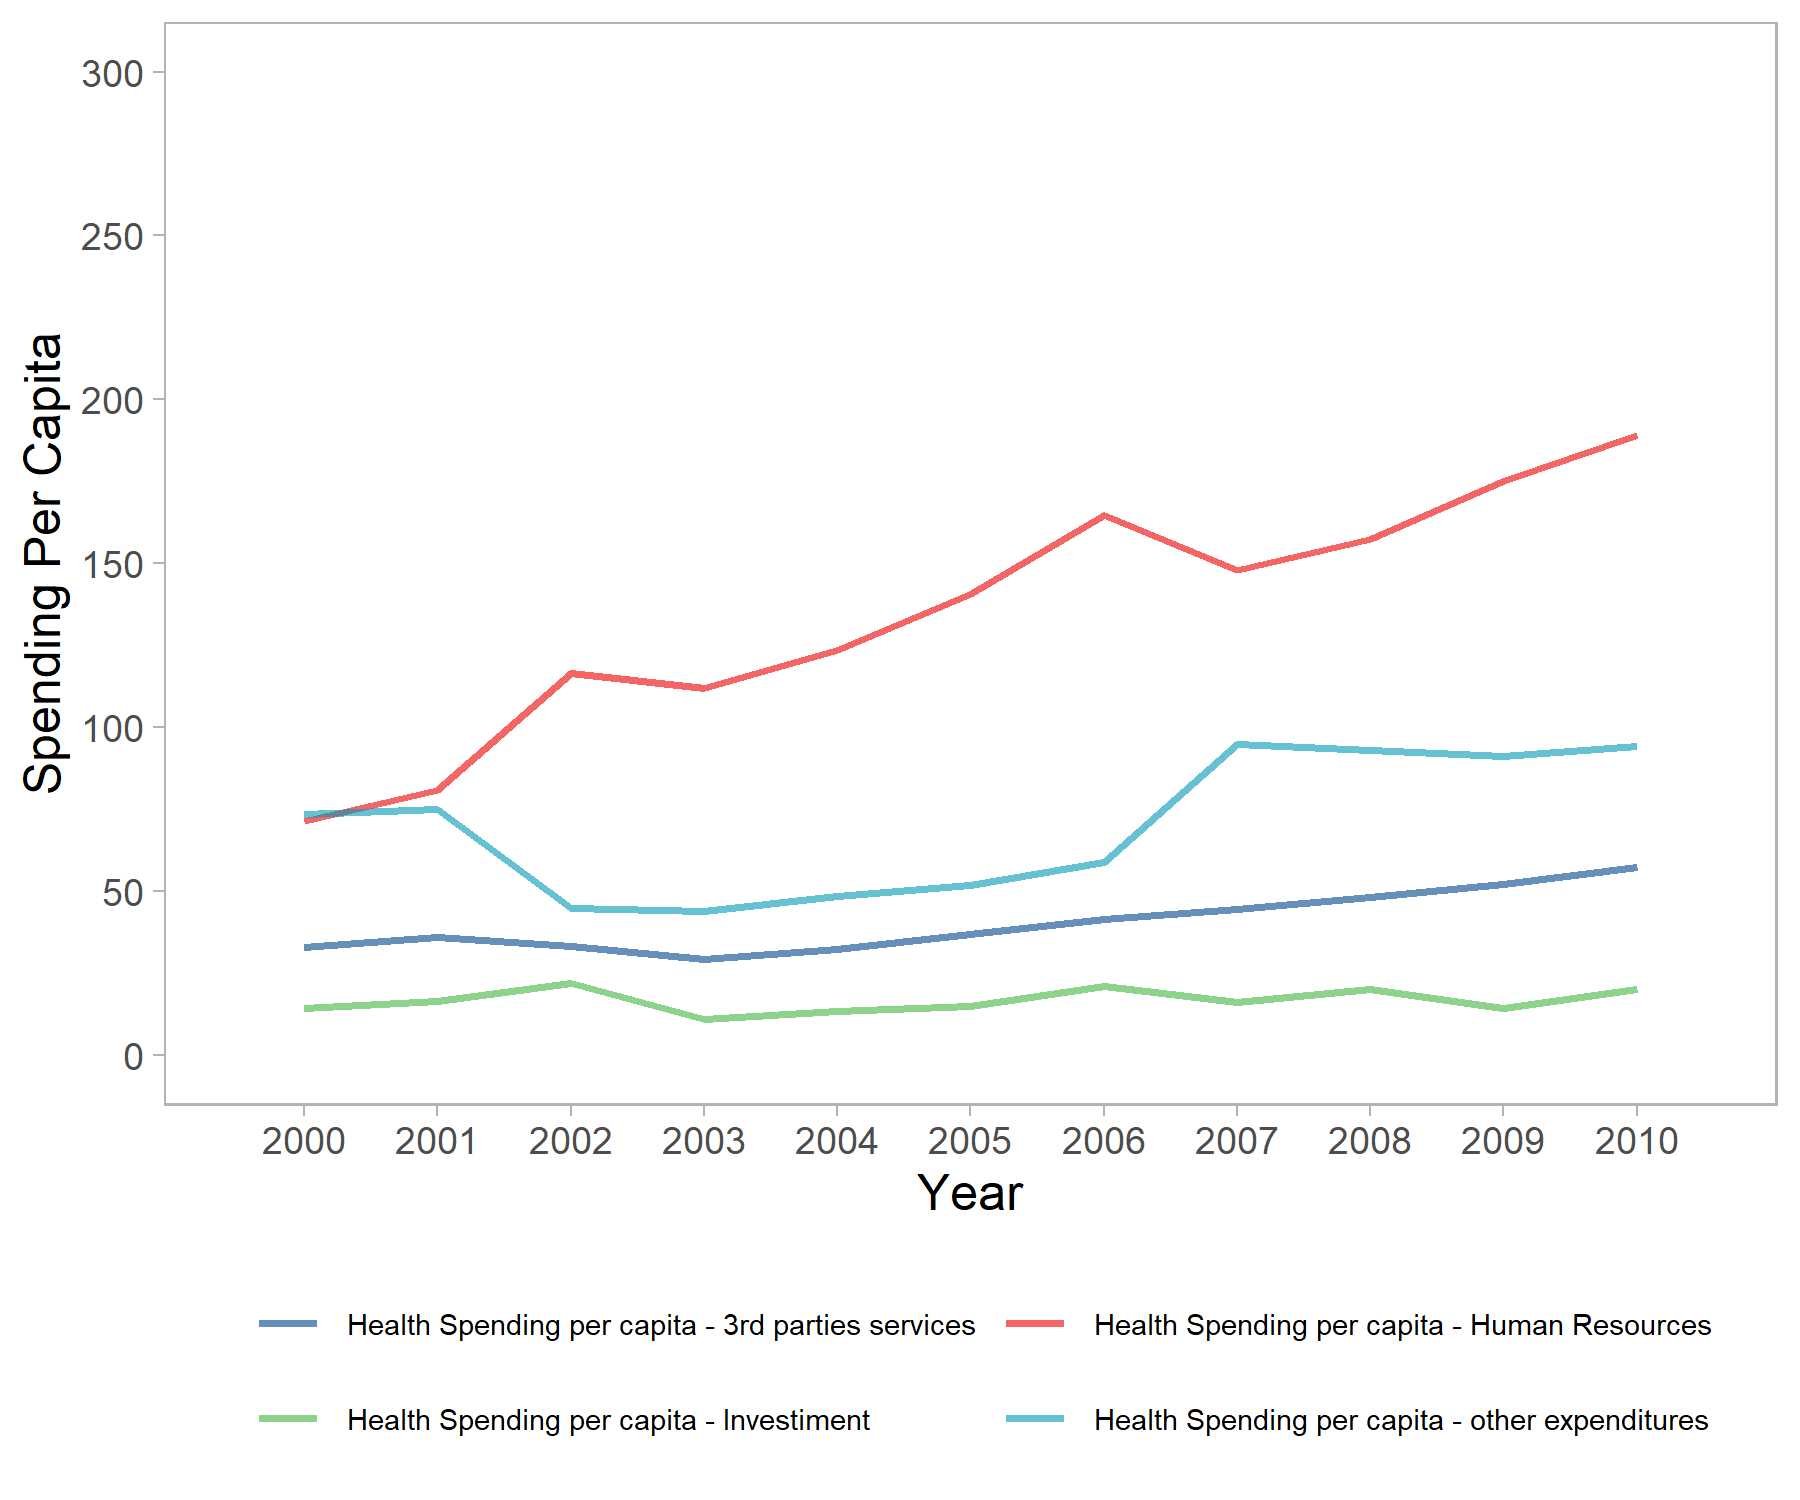 300
250
200
150
100
50
0
Spending Per Capita
2000 2001 2002 2003 2004 2005 2006 2007 2008 2009 2010
Year
Health Spending per capita - 3rd parties services Health Spending per capita - Human Resources
Health Spending per capita - Investiment Health Spending per capita - other expenditures